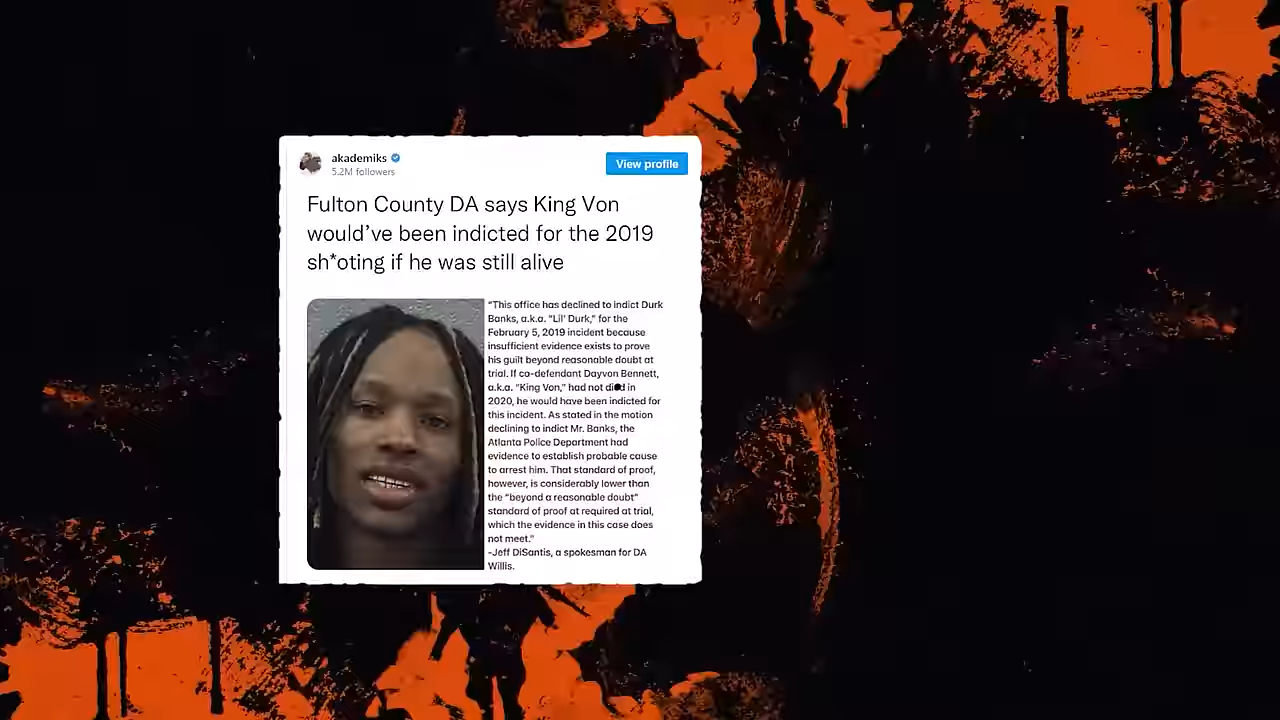 akademiks
5.2M followers
View profile
Fulton County DA says King Von
would've been indicted for the 2019
sh*oting if he was still alive
"This office has declined to indict Durk
Banks, a.k.a. "Lil' Durk," for the
February 5, 2019 incident because
insufficient evidence exists to prove
his guilt beyond reasonable doubt at
trial. If co-defendant Dayvon Bennett,
a.k.a. "King Von," had not died in
2020, he would have been indicted for
this incident. As stated in the motion
declining to indict Mr. Banks, the
Atlanta Police Department had
evidence to establish probable cause
to arrest him. That standard of proof,
however, is considerably lower than
the "beyond a reasonable doubt"
standard of proof at required at trial,
which the evidence in this case does
not meet."
-Jeff DiSantis, a spokesman for DA
Willis.